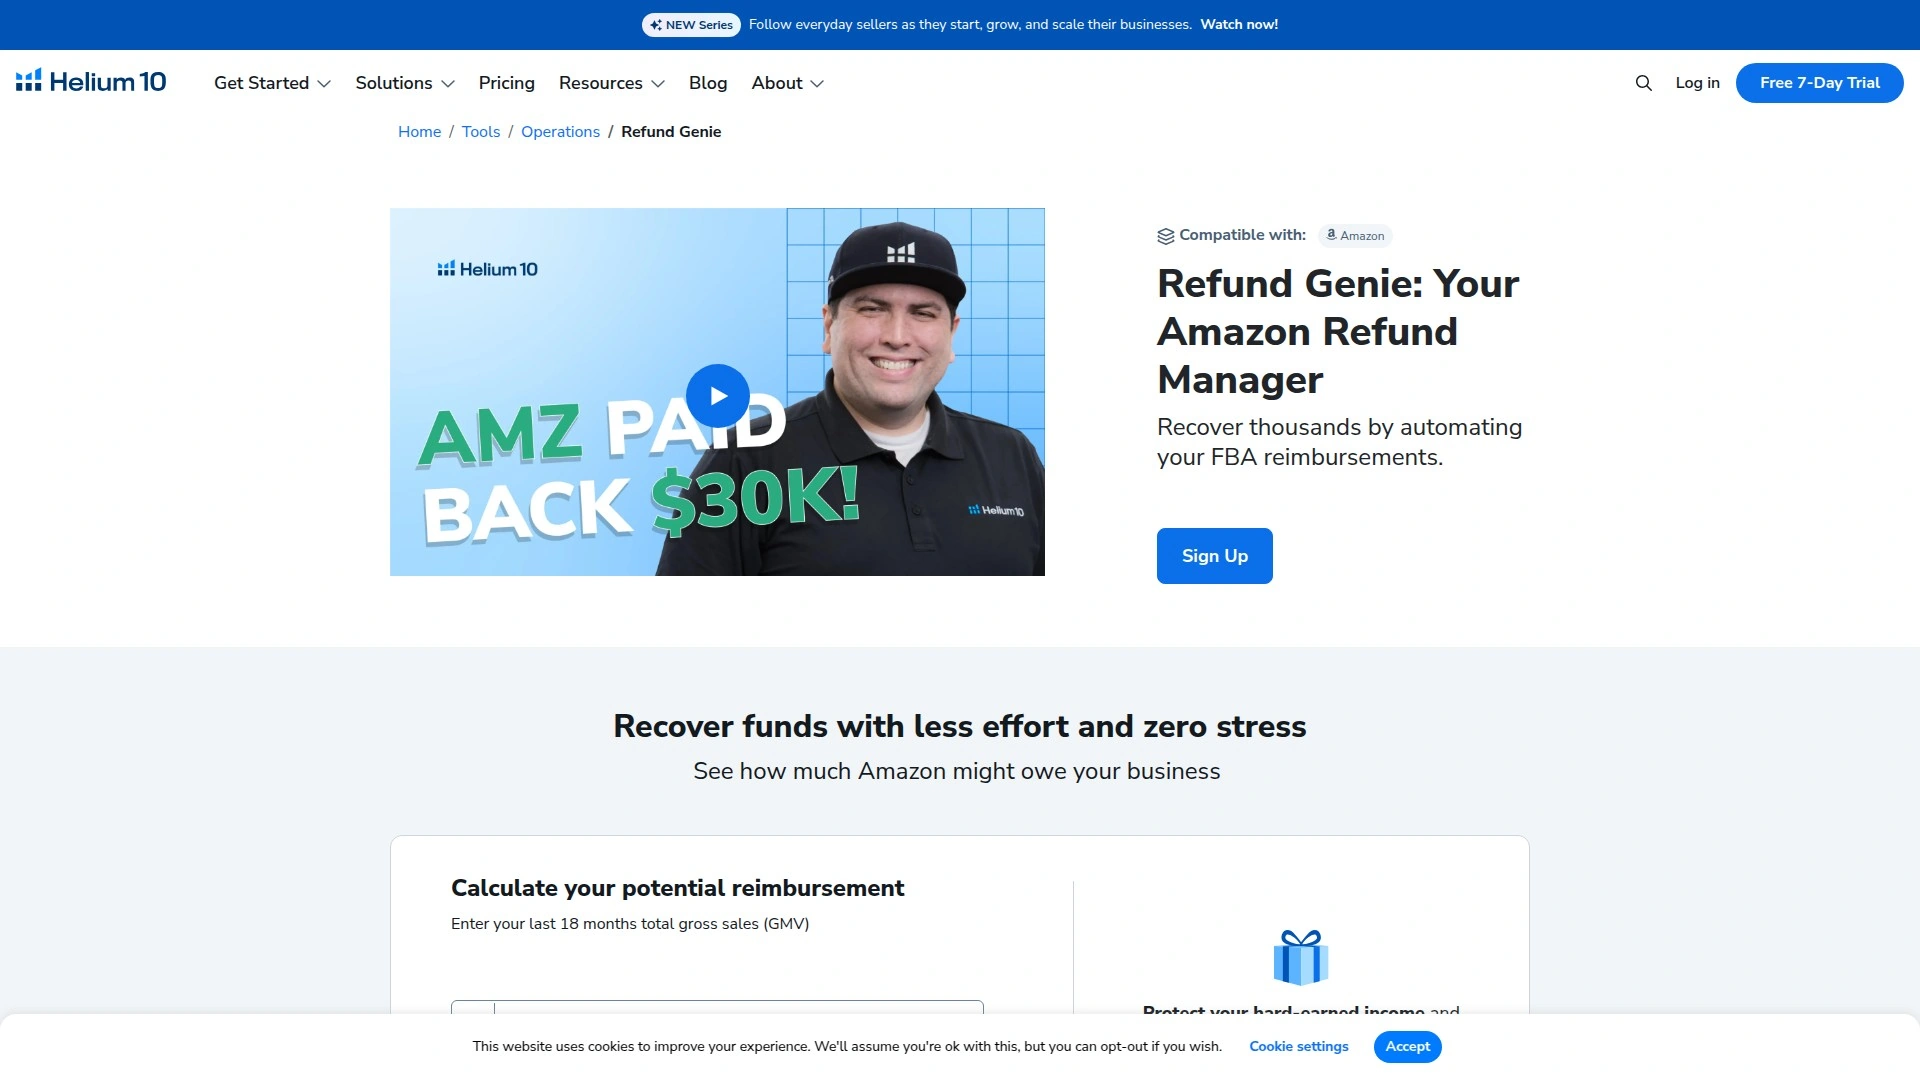 NEW Series Follow everyday sellers as they start, grow, and scale their businesses. Watch now!
Helium 10 Get Started Solutions Pricing Resources Blog About Log in Free 7-Day Trial
Home / Tools / Operations / Refund Genie
Helium 10
AMZ PAID
BACK $30K!
Helium 10
Compatible with: Amazon
Refund Genie: Your
Amazon Refund
Manager
Recover thousands by automating
your FBA reimbursements.
Sign Up
Recover funds with less effort and zero stress
See how much Amazon might owe your business
Calculate your potential reimbursement
Enter your last 18 months total gross sales (GMV)
Protect your hard-earned income and
This website uses cookies to improve your experience. We'll assume you're ok with this, but you can opt-out if you wish. Cookie settings Accept